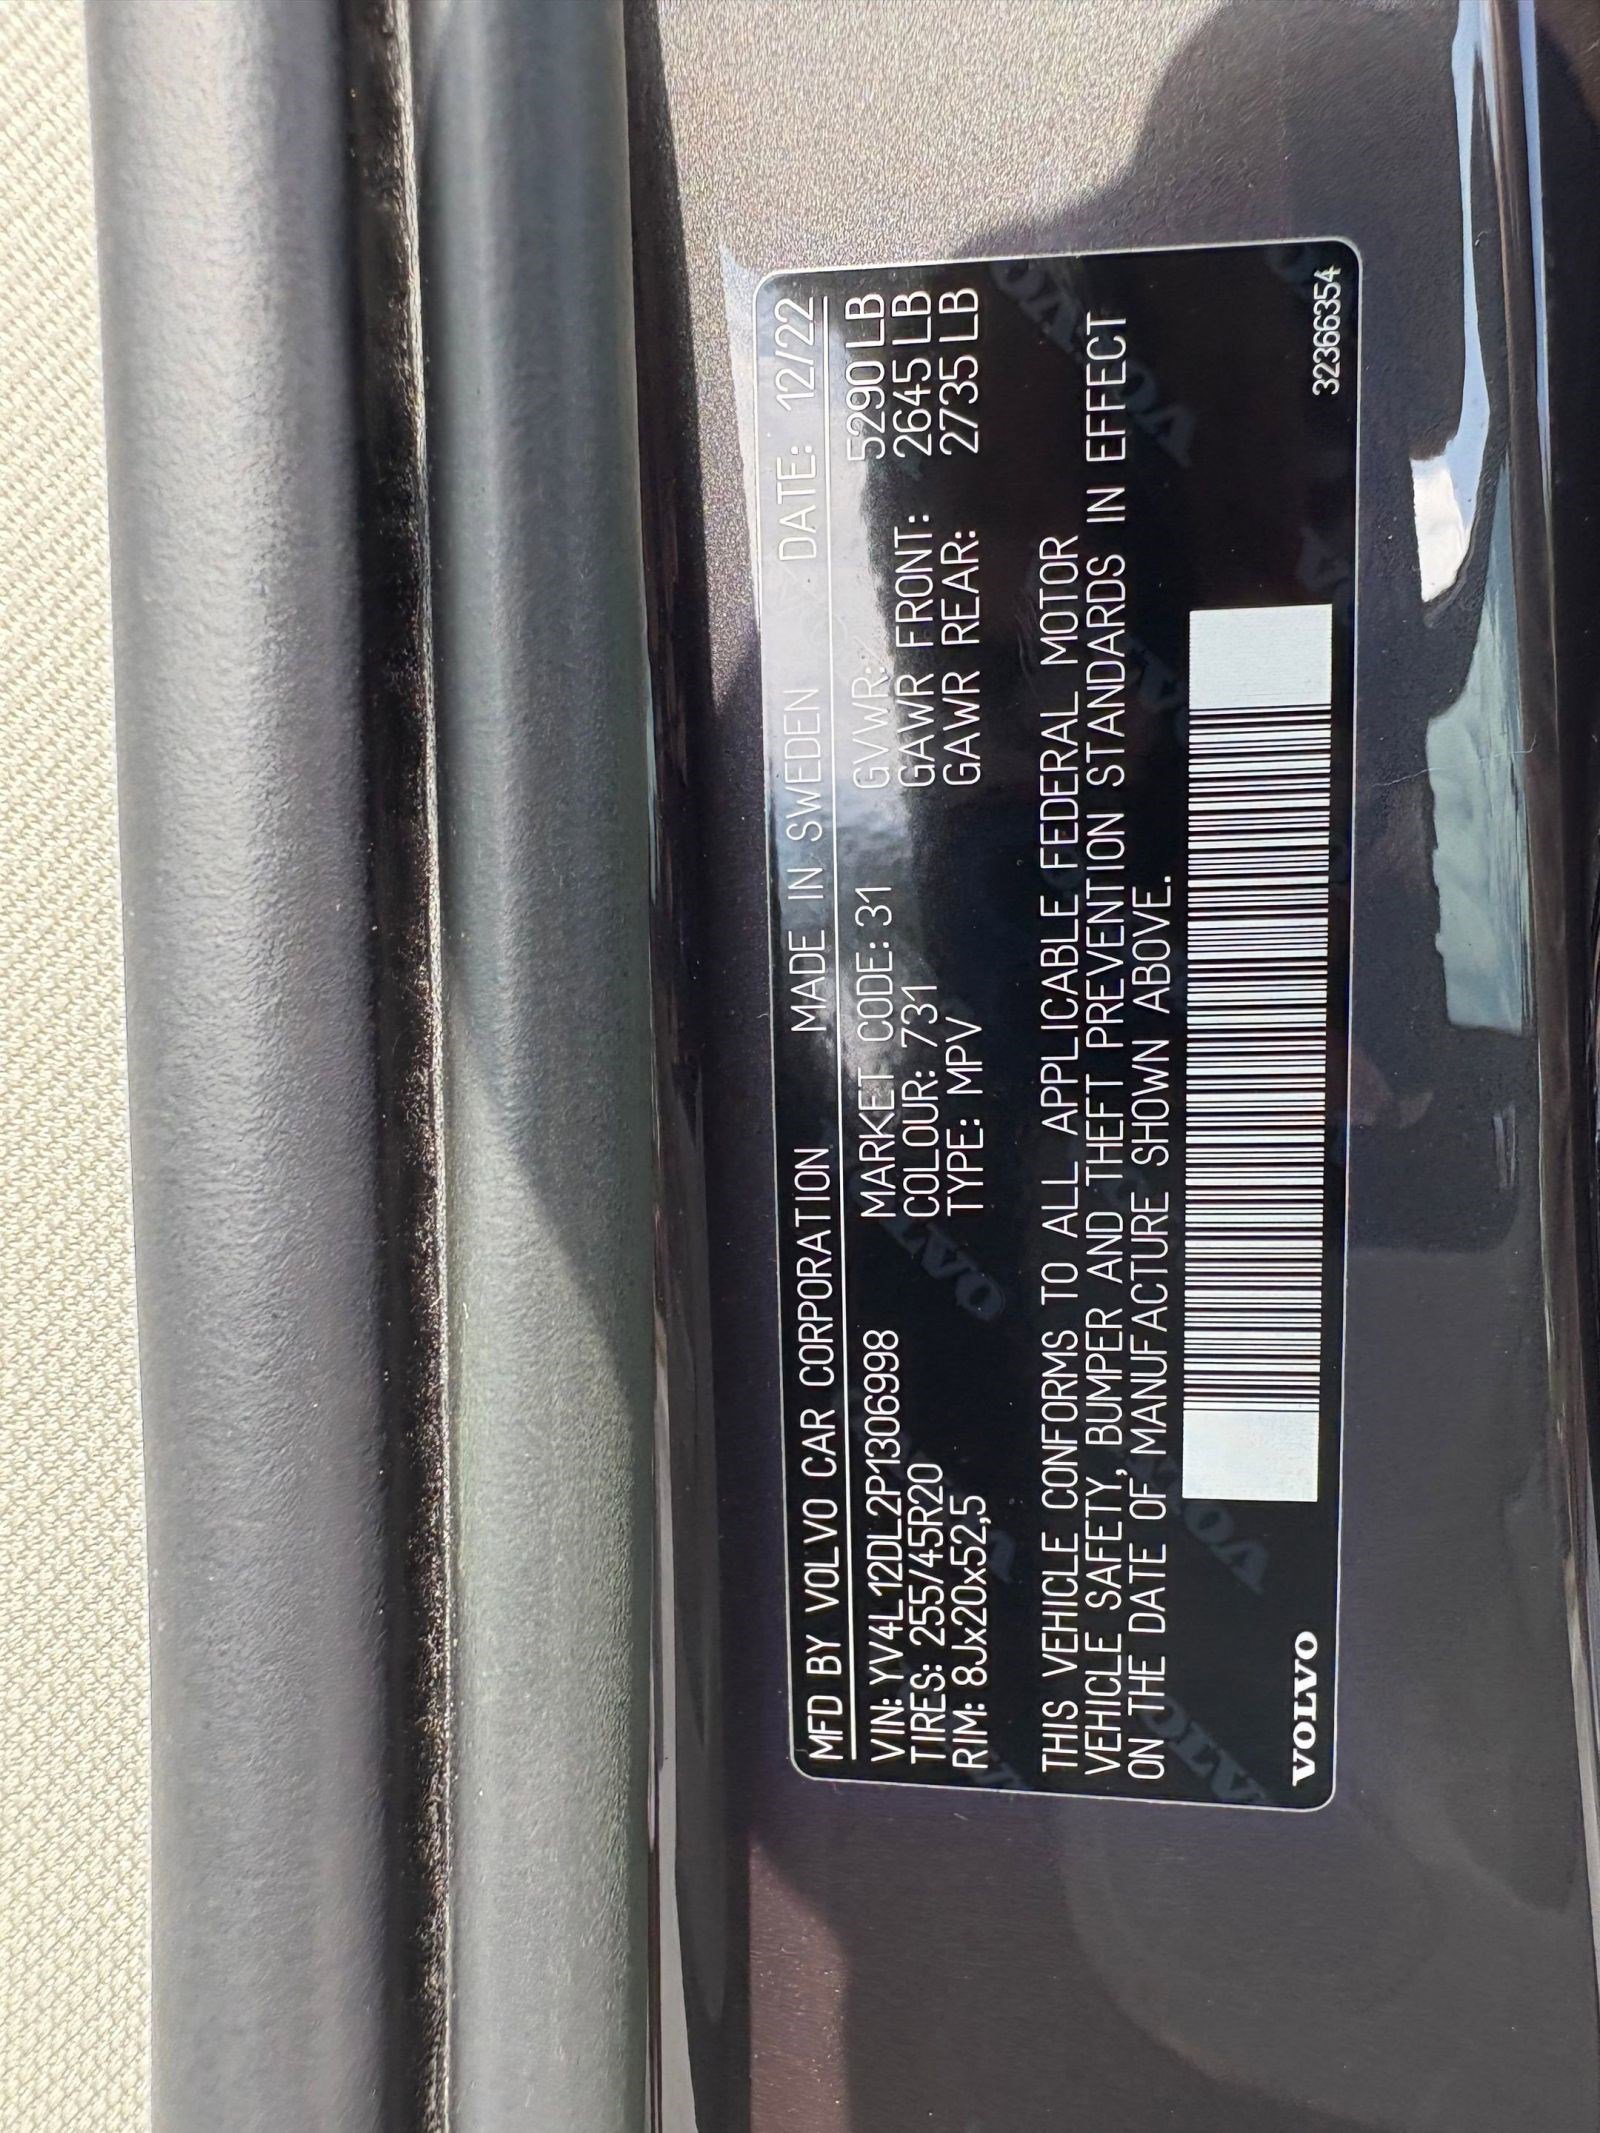 MFD BY VOLVO CAR CORPORATION MADE IN SWEDEN DATE: 12/22
VIN: YV4L12DL2P1306998 MARKET CODE: 31 GVWR: 5290 LB
TIRES: 255/45R20 COLOUR: 731 GAWR FRONT: 2645 LB
RIM: 8Jx20x52,5 TYPE: MPV GAWR REAR: 2735 LB
THIS VEHICLE CONFORMS TO ALL APPLICABLE FEDERAL MOTOR
VEHICLE SAFETY, BUMPER AND THEFT PREVENTION STANDARDS IN EFFECT
ON THE DATE OF MANUFACTURE SHOWN ABOVE.
VOLVO 32366354